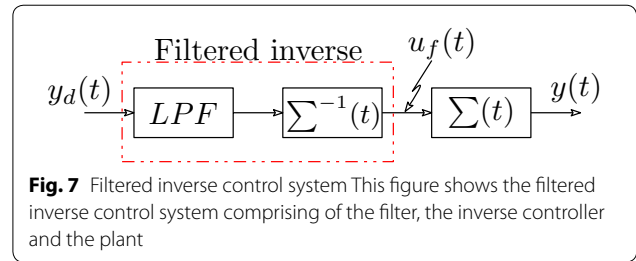 Filtered inverse
u_f(t)
y_d(t)
LPF
∑⁻¹(t)
∑(t)
y(t)
Fig. 7 Filtered inverse control system This figure shows the filtered
inverse control system comprising of the filter, the inverse controller
and the plant